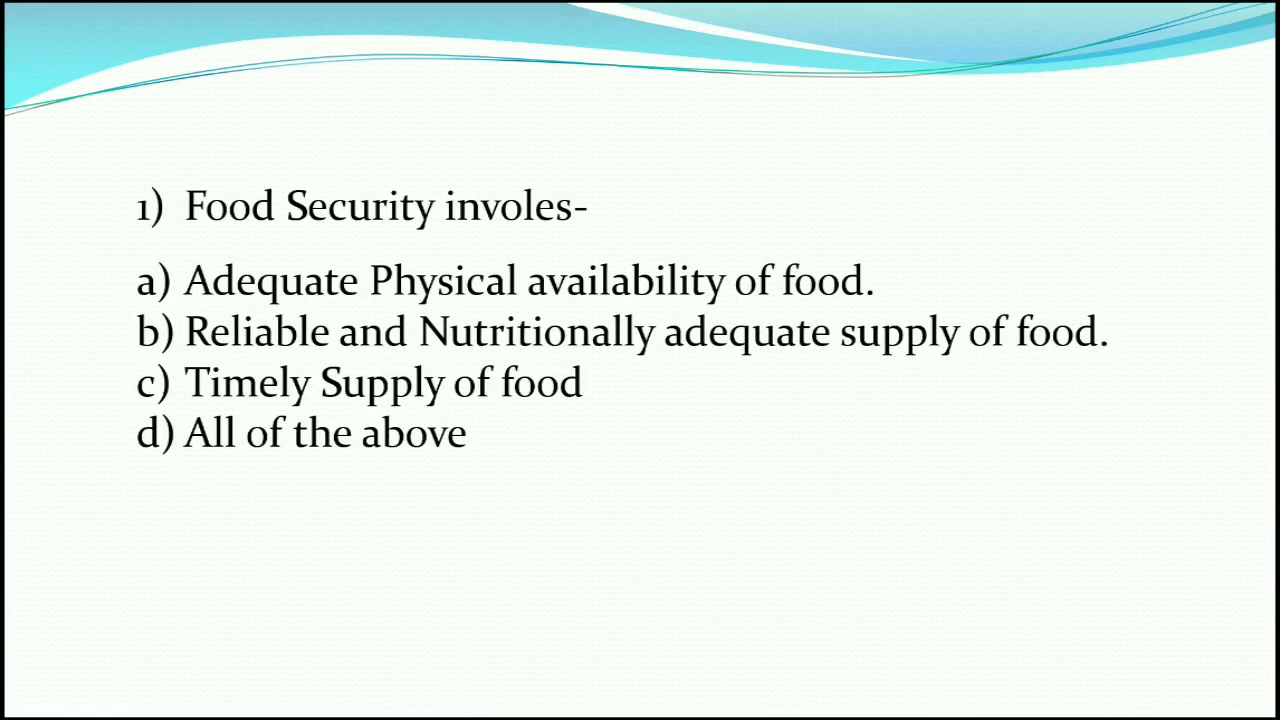 1) Food Security involes-
a) Adequate Physical availability of food.
b) Reliable and Nutritionally adequate supply of food.
c) Timely Supply of food
d) All of the above